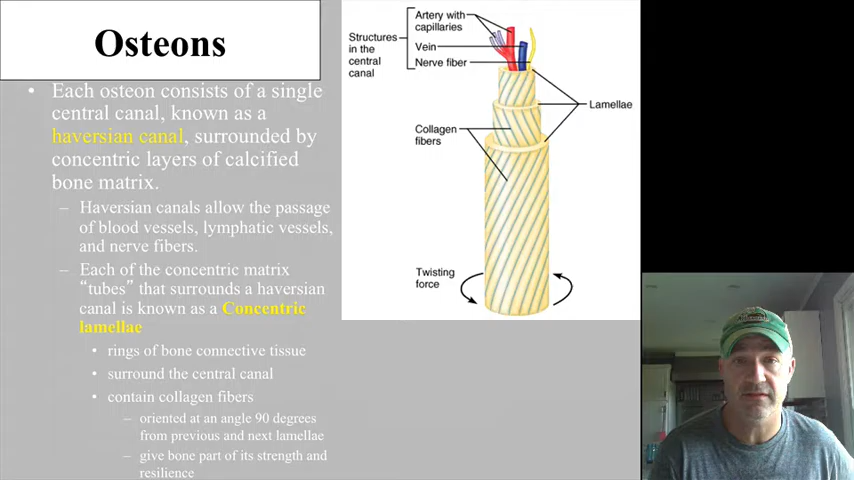 Osteons
• Each osteon consists of a single
central canal, known as a
haversian canal, surrounded by
concentric layers of calcified
bone matrix.
– Haversian canals allow the passage
of blood vessels, lymphatic vessels,
and nerve fibers.
– Each of the concentric matrix
“tubes” that surrounds a haversian
canal is known as a Concentric
lamellae
• rings of bone connective tissue
• surround the central canal
• contain collagen fibers
– oriented at an angle 90 degrees
from previous and next lamellae
– give bone part of its strength and
resilience
Structures
in the
central
canal
Artery with
capillaries
Vein
Nerve fiber
Lamellae
Collagen
fibers
Twisting
force